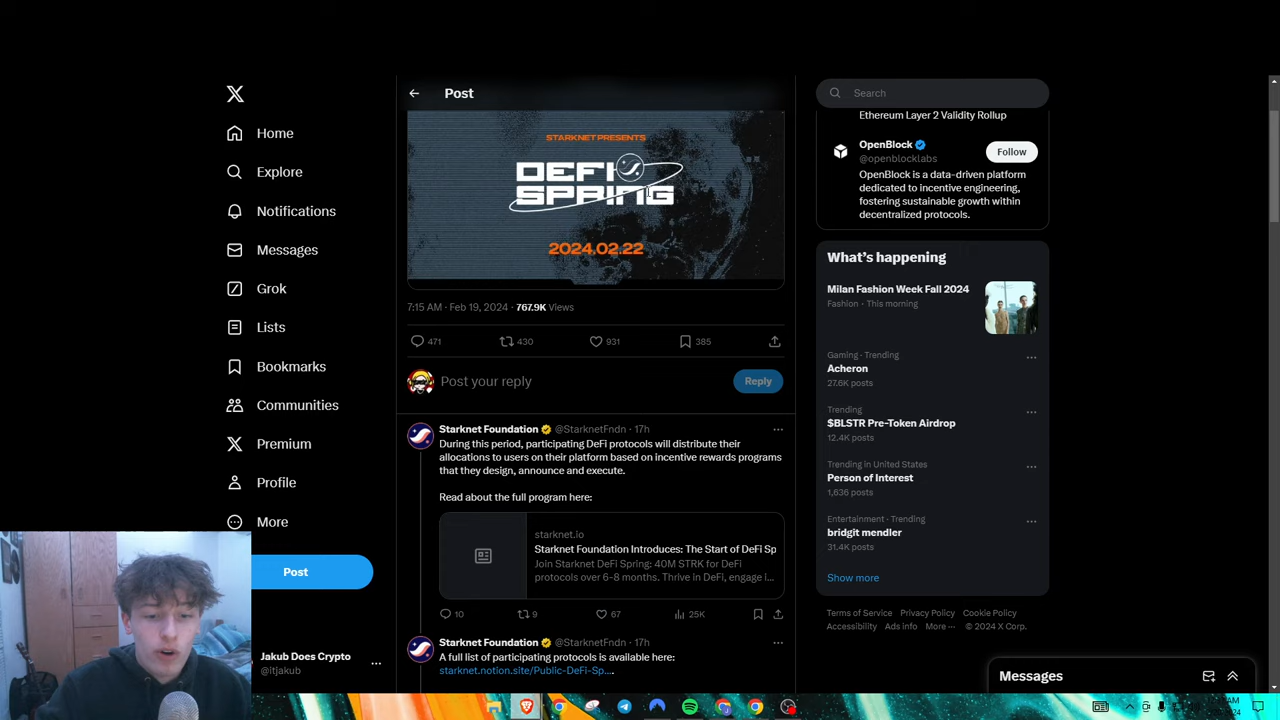 Home
Explore
Notifications
Messages
Grok
Lists
Bookmarks
Communities
Premium
Profile
More
Post
Jakub Does Crypto
@itjakub
Post
STARKNET PRESENTS
DEFI
SPRING
2024.02.22
7:15 AM · Feb 19, 2024 · 767.9K Views
471 430 931 385
Post your reply
Reply
Starknet Foundation @StarknetFndn · 17h
During this period, participating DeFi protocols will distribute their
allocations to users on their platform based on incentive rewards programs
that they design, announce and execute.
Read about the full program here:
starknet.io
Starknet Foundation Introduces: The Start of DeFi Sp
Join Starknet DeFi Spring: 40M STRK for DeFi
protocols over 6-8 months. Thrive in DeFi, engage i...
10 9 67 25K
Starknet Foundation @StarknetFndn · 17h
A full list of participating protocols is available here:
starknet.notion.site/Public-DeFi-Sp...
Search
Ethereum Layer 2 Validity Rollup
OpenBlock
@openblocklabs
Follow
OpenBlock is a data-driven platform
dedicated to incentive engineering,
fostering sustainable growth within
decentralized protocols.
What's happening
Milan Fashion Week Fall 2024
Fashion · This morning
Gaming · Trending
Acheron
27.6K posts
Trending
$BLSTR Pre-Token Airdrop
12.4K posts
Trending in United States
Person of Interest
1,636 posts
Entertainment · Trending
bridgit mendler
31.4K posts
Show more
Terms of Service Privacy Policy Cookie Policy
Accessibility Ads info More ··· © 2024 X Corp.
Messages